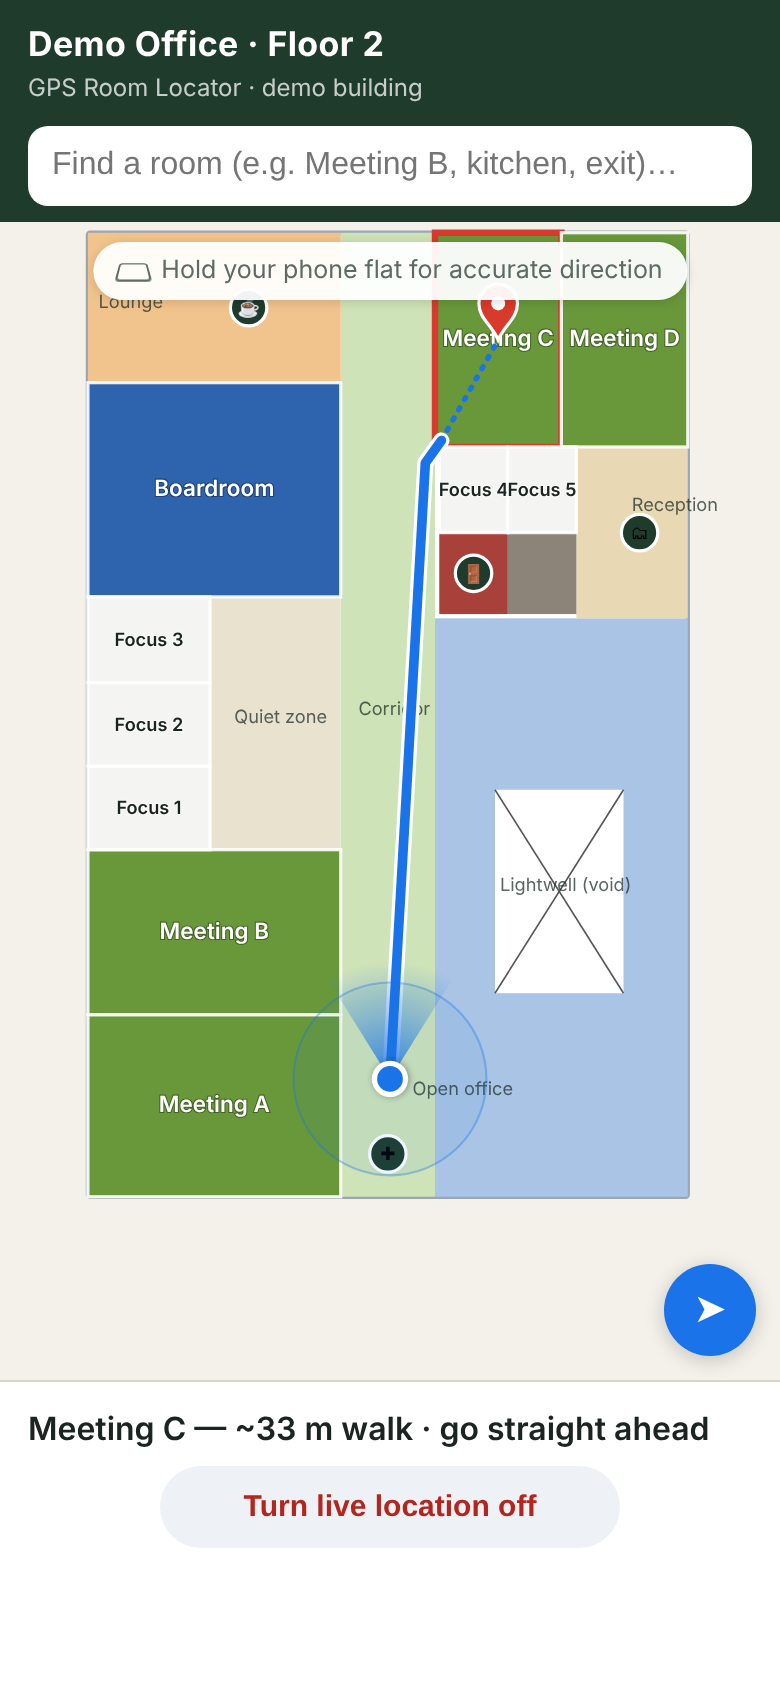 Demo Office · Floor 2
GPS Room Locator · demo building
Find a room (e.g. Meeting B, kitchen, exit)…
Hold your phone flat for accurate direction
Lounge
Meeting C
Meeting D
Boardroom
Focus 4
Focus 5
Reception
Focus 3
Quiet zone
Corridor
Focus 2
Focus 1
Lightwell (void)
Meeting B
Open office
Meeting A
Meeting C — ~33 m walk · go straight ahead
Turn live location off